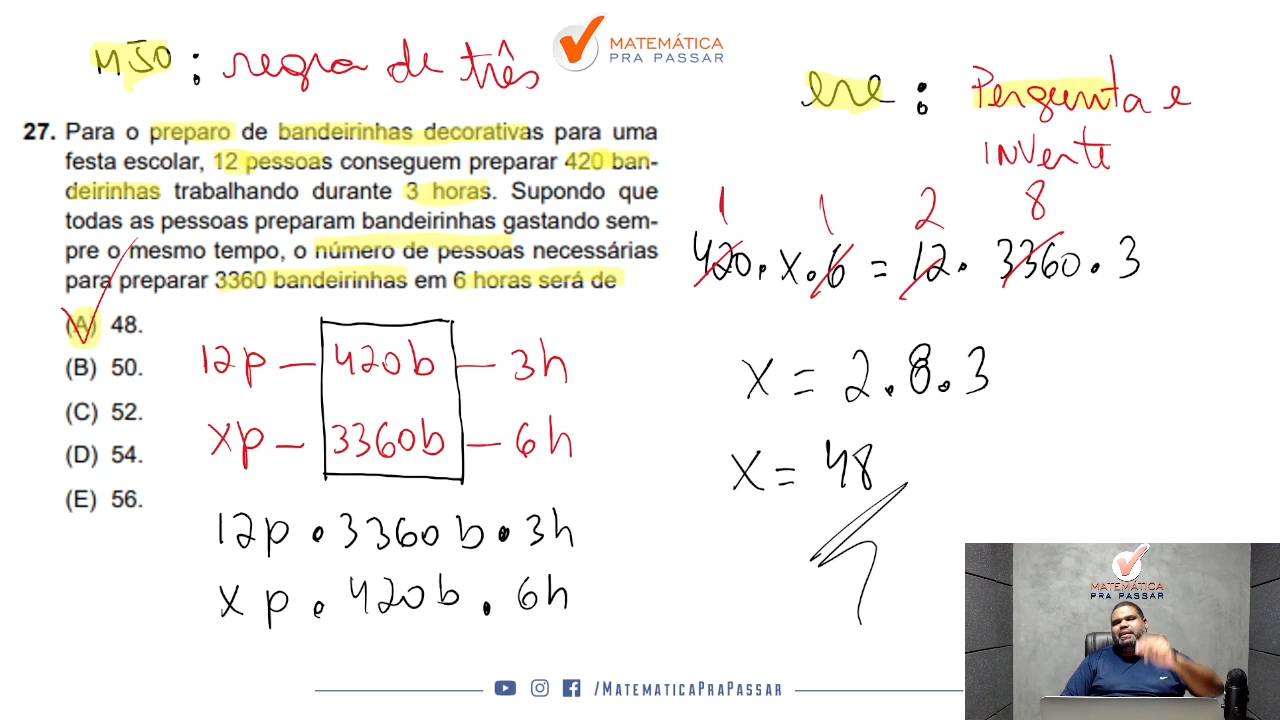 MJO : regra de três
MATEMÁTICA
PRA PASSAR
ere : Pergunta e
INVerte
27. Para o preparo de bandeirinhas decorativas para uma
festa escolar, 12 pessoas conseguem preparar 420 ban-
deirinhas trabalhando durante 3 horas. Supondo que
todas as pessoas preparam bandeirinhas gastando sem-
pre o mesmo tempo, o número de pessoas necessárias
para preparar 3360 bandeirinhas em 6 horas será de
(A) 48.
(B) 50.
(C) 52.
(D) 54.
(E) 56.
12p — 420b — 3h
xp — 3360b — 6h
12p • 3360b • 3h
xp • 420b • 6h
1 1 2 8
420 . x . 6 = 12 . 3360 . 3
x = 2 . 8 . 3
x = 48
MATEMÁTICA
PRA PASSAR
/MATEMATICAPRAPASSAR